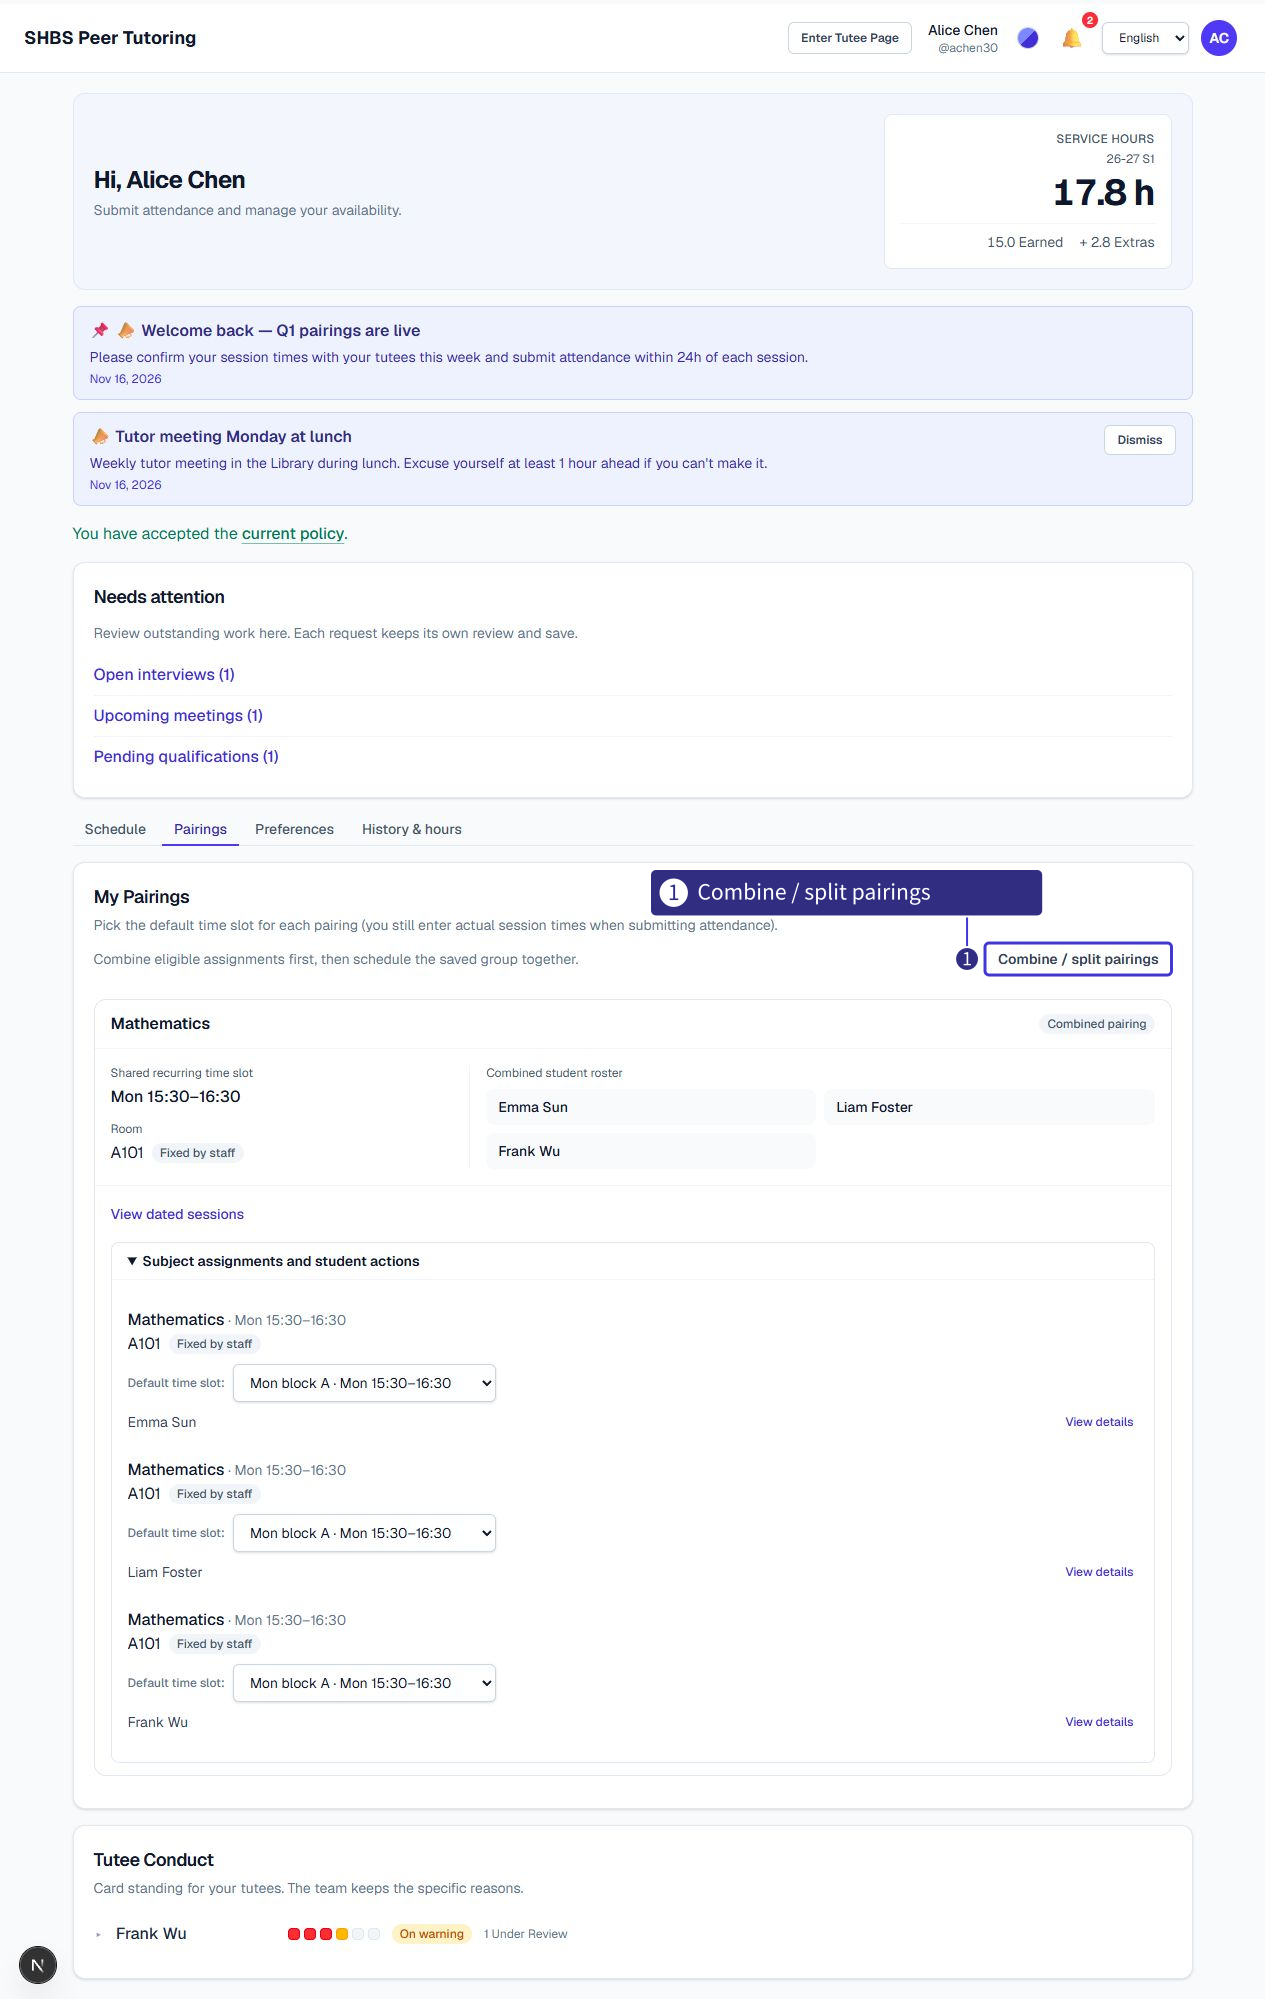 SHBS Peer Tutoring
Enter Tutee Page
Alice Chen
@achen30
2
English
AC
Hi, Alice Chen
Submit attendance and manage your availability.
SERVICE HOURS
26-27 S1
17.8 h
15.0 Earned + 2.8 Extras
Welcome back — Q1 pairings are live
Please confirm your session times with your tutees this week and submit attendance within 24h of each session.
Nov 16, 2026
Tutor meeting Monday at lunch
Dismiss
Weekly tutor meeting in the Library during lunch. Excuse yourself at least 1 hour ahead if you can't make it.
Nov 16, 2026
You have accepted the current policy.
Needs attention
Review outstanding work here. Each request keeps its own review and save.
Open interviews (1)
Upcoming meetings (1)
Pending qualifications (1)
Schedule Pairings Preferences History & hours
My Pairings
1 Combine / split pairings
Pick the default time slot for each pairing (you still enter actual session times when submitting attendance).
Combine eligible assignments first, then schedule the saved group together.
1 Combine / split pairings
Mathematics
Combined pairing
Shared recurring time slot
Mon 15:30–16:30
Room
A101 Fixed by staff
Combined student roster
Emma Sun
Liam Foster
Frank Wu
View dated sessions
▼ Subject assignments and student actions
Mathematics · Mon 15:30–16:30
A101 Fixed by staff
Default time slot: Mon block A · Mon 15:30–16:30
Emma Sun View details
Mathematics · Mon 15:30–16:30
A101 Fixed by staff
Default time slot: Mon block A · Mon 15:30–16:30
Liam Foster View details
Mathematics · Mon 15:30–16:30
A101 Fixed by staff
Default time slot: Mon block A · Mon 15:30–16:30
Frank Wu View details
Tutee Conduct
Card standing for your tutees. The team keeps the specific reasons.
Frank Wu On warning 1 Under Review
N